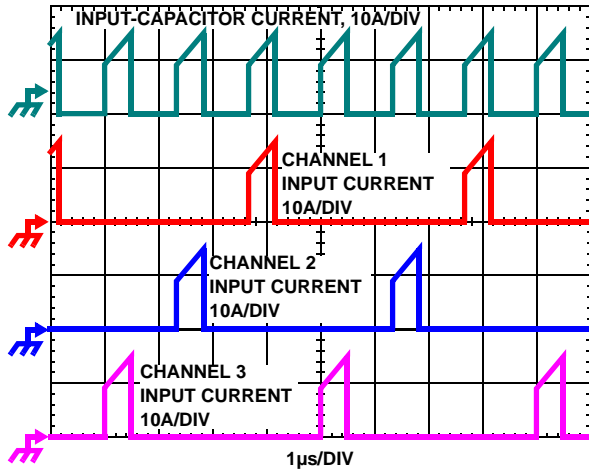 INPUT-CAPACITOR CURRENT, 10A/DIV
CHANNEL 1
INPUT CURRENT
10A/DIV
CHANNEL 2
INPUT CURRENT
10A/DIV
CHANNEL 3
INPUT CURRENT
10A/DIV
1µs/DIV